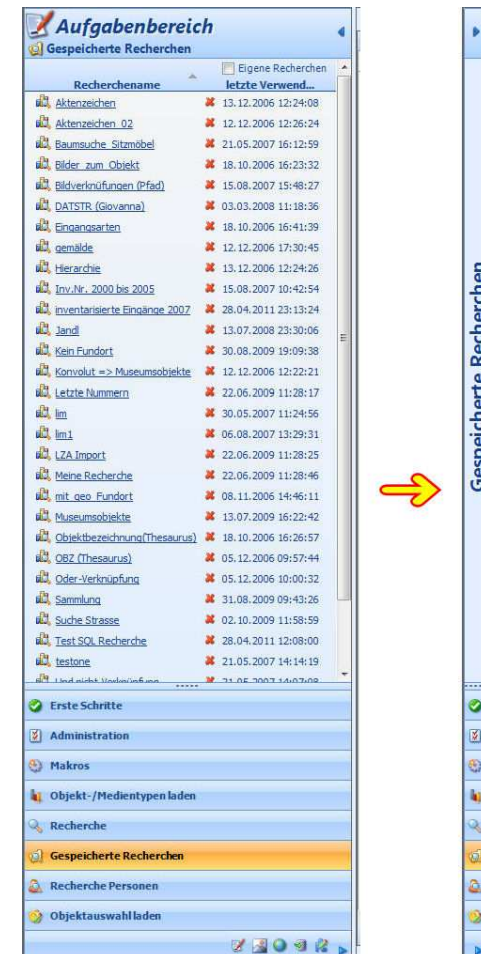 Aufgabenbereich
Gespeicherte Recherchen
Eigene Recherchen
Recherchename letzte Verwend...
Aktenzeichen 13.12.2006 12:24:08
Aktenzeichen_02 12.12.2006 12:26:24
Baumsuche_Sitzmöbel 21.05.2007 16:12:59
Bilder_zum_Objekt 18.10.2006 16:23:32
Bildverknüfungen (Pfad) 15.08.2007 15:48:27
DATSTR (Giovanna) 03.03.2008 11:18:36
Eingangsarten 18.10.2006 16:41:39
gemälde 12.12.2006 17:30:45
Hierarchie 13.12.2006 12:24:26
Inv.Nr. 2000 bis 2005 15.08.2007 10:42:54
inventarisierte Eingänge 2007 28.04.2011 23:13:24
Jandl 13.07.2008 23:30:06
Kein Fundort 30.08.2009 19:09:38
Konvolut => Museumsobjekte 12.12.2006 12:22:21
Letzte Nummern 22.06.2009 11:28:17
lim 30.05.2007 11:24:56
lim1 06.08.2007 13:29:31
LZA Import 22.06.2009 11:28:25
Meine Recherche 22.06.2009 11:28:46
mit_geo_Fundort 08.11.2006 14:46:11
Museumsobjekte 13.07.2009 16:22:42
Objektbezeichnung(Thesaurus) 18.10.2006 16:26:57
OBZ (Thesaurus) 05.12.2006 09:57:44
Oder-Verknüpfung 05.12.2006 10:00:32
Sammlung 31.08.2009 09:43:26
Suche Strasse 02.10.2009 11:58:59
Test SQL Recherche 28.04.2011 12:08:00
testone 21.05.2007 14:14:19
Erste Schritte
Administration
Makros
Objekt-/Medientypen laden
Recherche
Gespeicherte Recherchen
Recherche Personen
Objektauswahl laden
Gespeicherte Recherchen